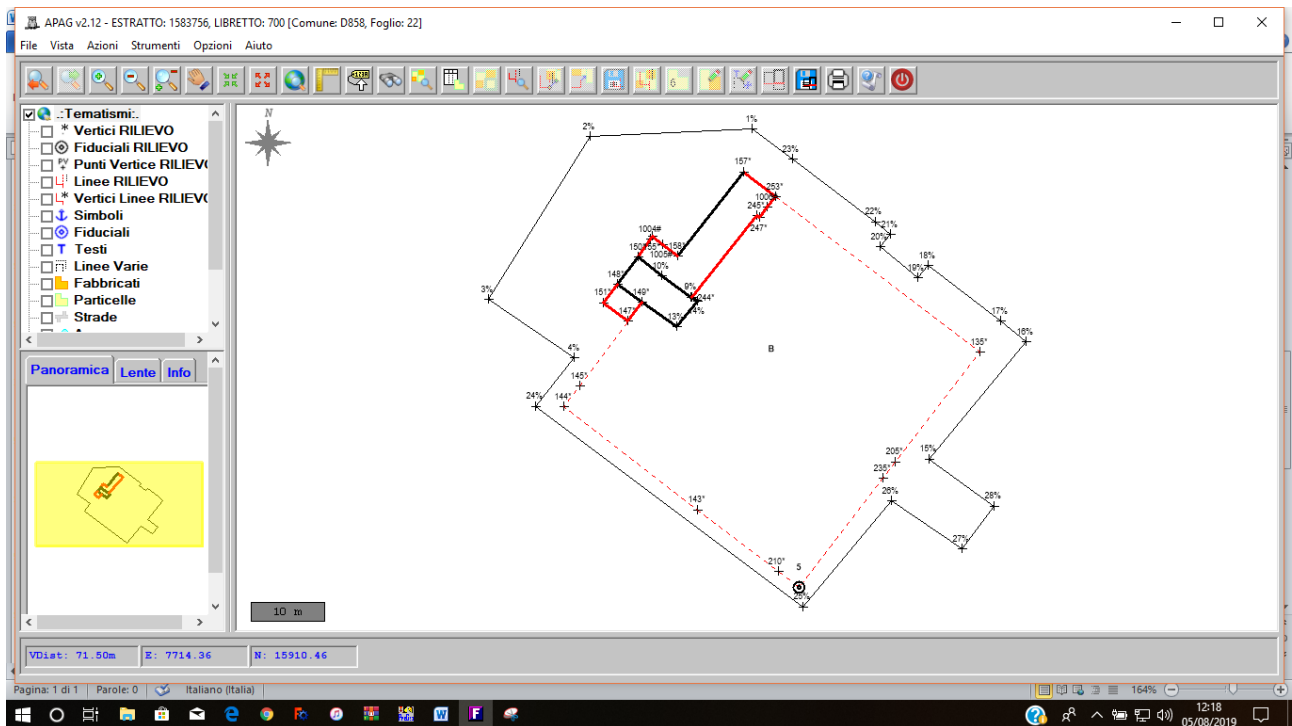 APAG v2.12 - ESTRATTO: 1583756, LIBRETTO: 700 [Comune: D858, Foglio: 22]
File Vista Azioni Strumenti Opzioni Aiuto
.:Tematismi:.
Vertici RILIEVO
Fiduciali RILIEVO
Punti Vertice RILIEV
Linee RILIEVO
Vertici Linee RILIEV
Simboli
Fiduciali
T Testi
Linee Varie
Fabbricati
Particelle
Strade
Panoramica Lente Info
N
1%
2%
23%
157*
253*
1006
245*
247*
22%
21%
20%
1004#
150*
1005#
158*
18%
10%
19%
148*
3%
151*
149*
9%
244*
147*
13%
17%
16%
4%
B
135*
145*
24%
144*
205*
15%
235*
26%
28%
143*
27%
210*
5
25%
10 m
VDist: 71.50m E: 7714.36 N: 15910.46
Pagina: 1 di 1 Parole: 0 Italiano (Italia) 164%
12:18
05/08/2019